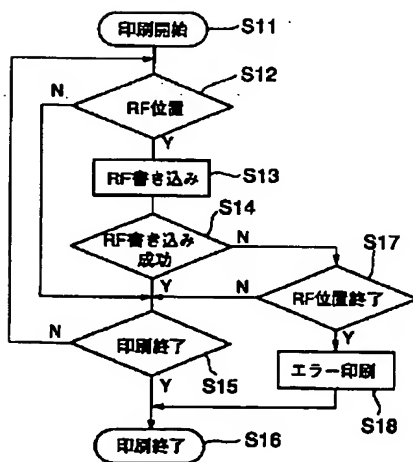 印刷開始
S11
S12
N
RF位置
Y
RF書き込み
S13
S14
RF書き込み
成功
N
S17
Y
N
RF位置終了
N
印刷終了
Y
S15
エラー印刷
Y
S18
印刷終了
S16